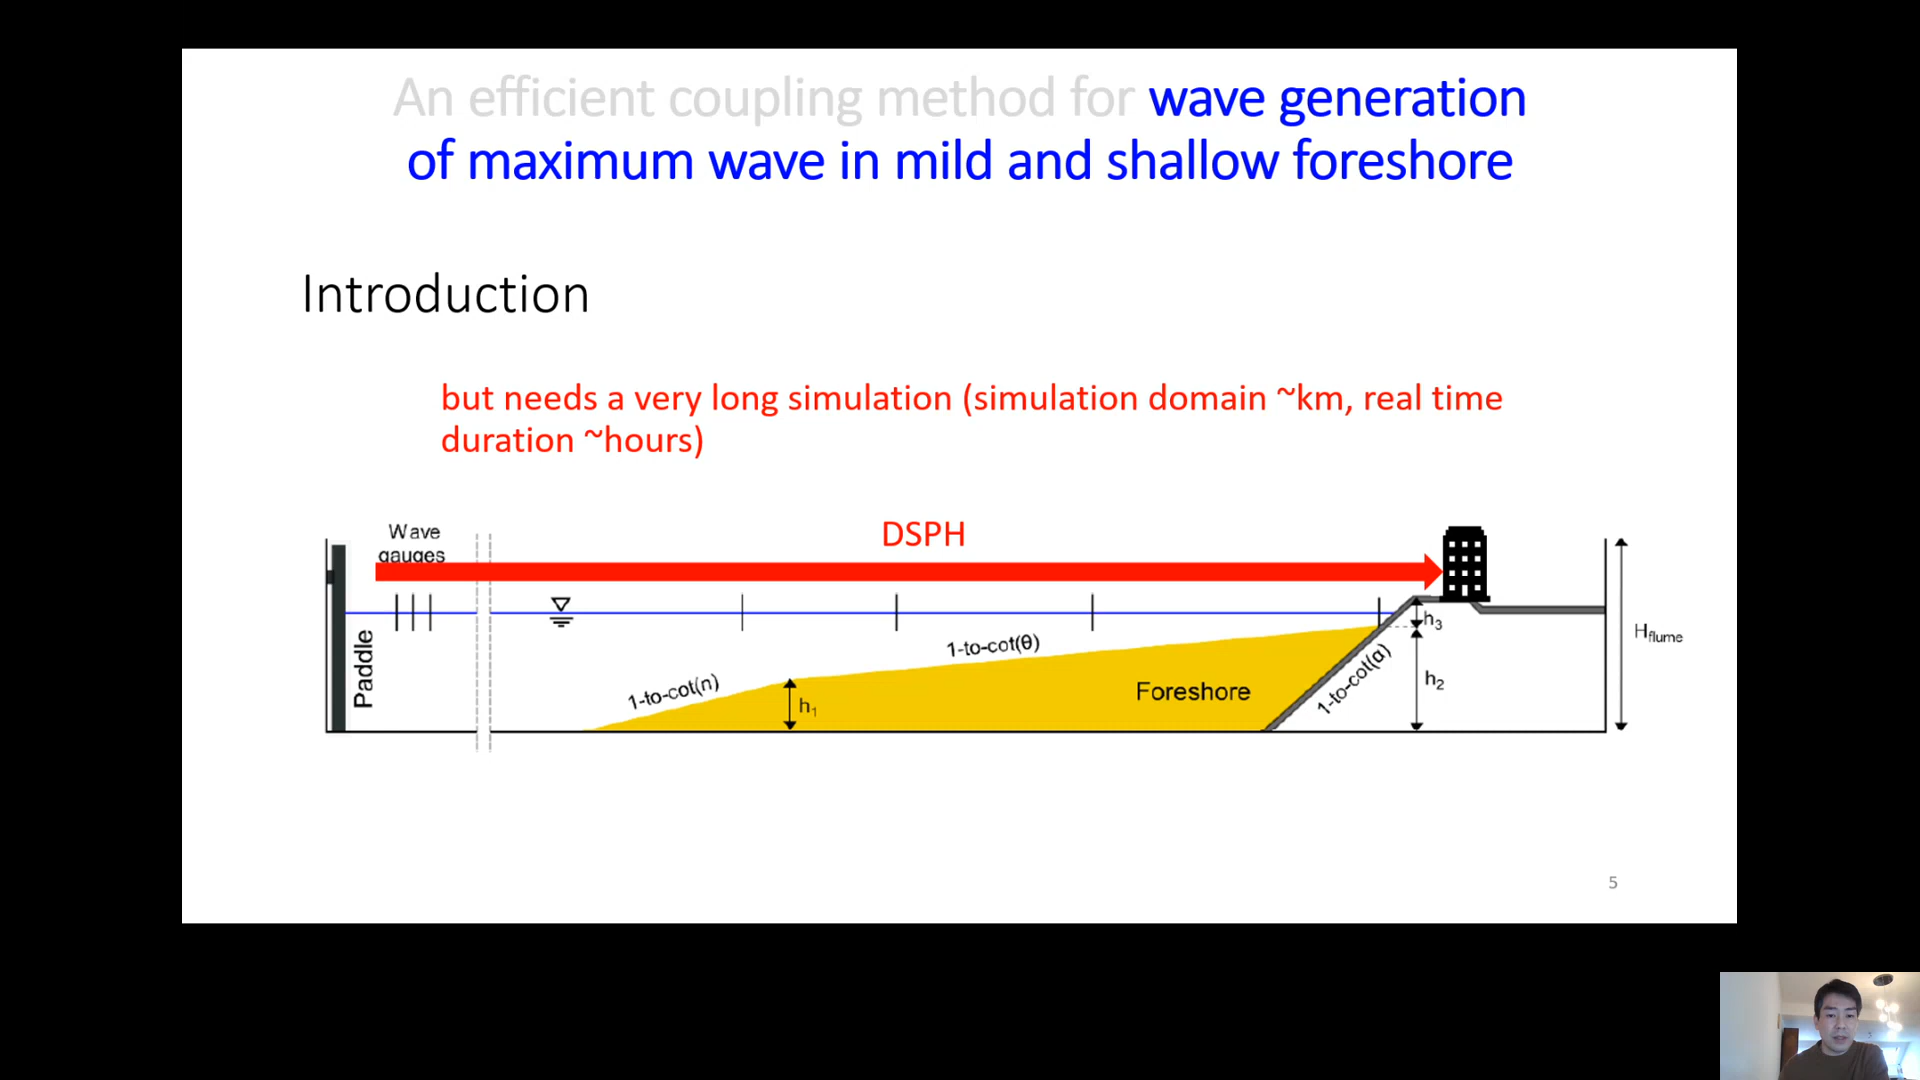 An efficient coupling method for wave generation
of maximum wave in mild and shallow foreshore
Introduction
but needs a very long simulation (simulation domain ~km, real time
duration ~hours)
Wave
gauges
DSPH
Paddle
1-to-cot(n)
h₁
1-to-cot(θ)
Foreshore
1-to-cot(α)
h₃
h₂
Hflume
5